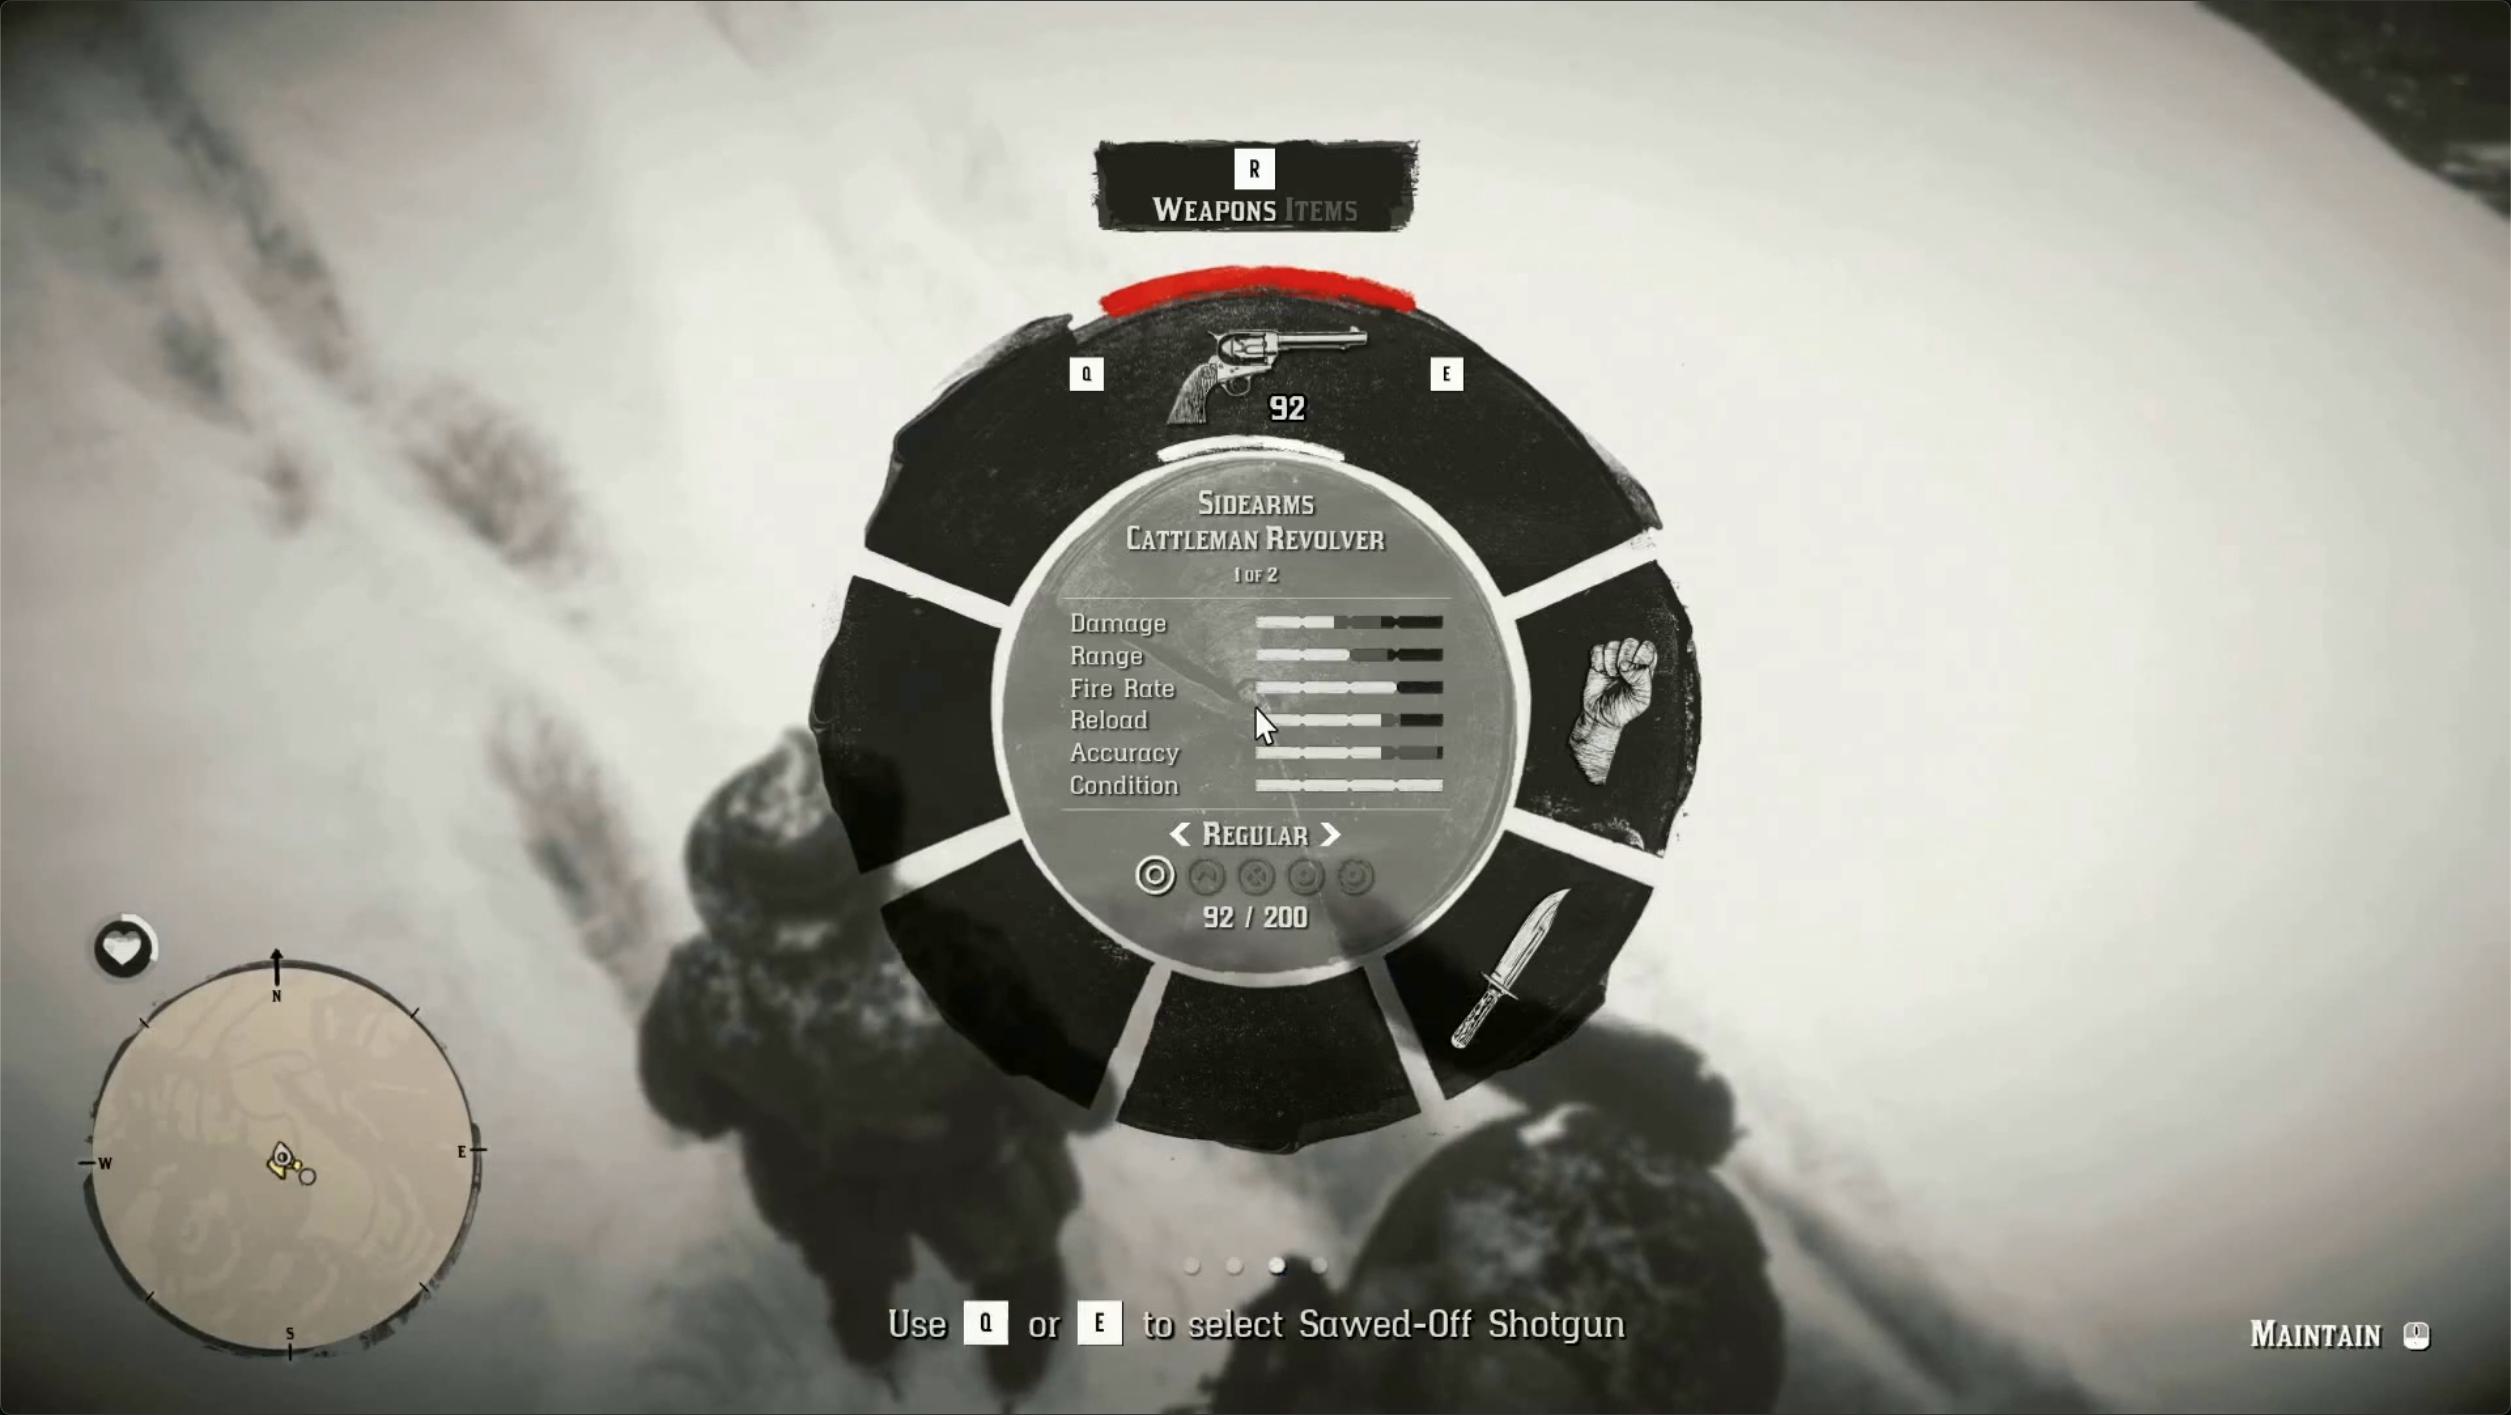 R
WEAPONS ITEMS
Q
E
92
SIDEARMS
CATTLEMAN REVOLVER
1 OF 2
Damage
Range
Fire Rate
Reload
Accuracy
Condition
REGULAR
92 / 200
N
W
E
S
Use Q or E to select Sawed-Off Shotgun
MAINTAIN